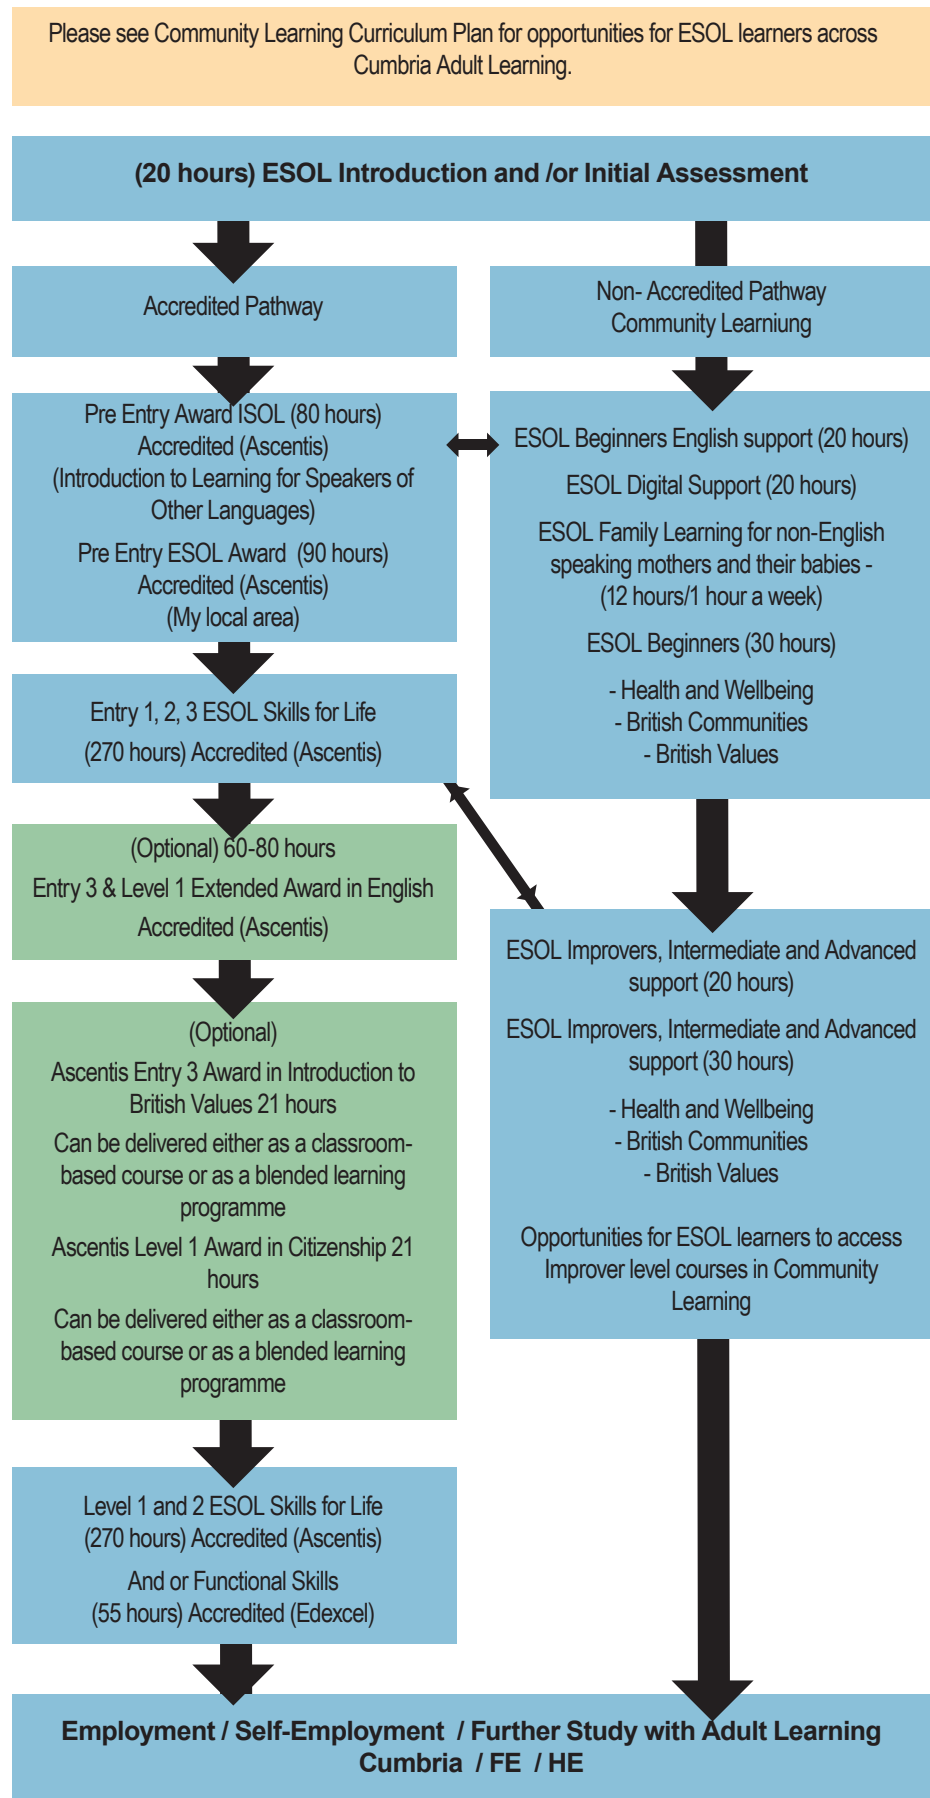 Please see Community Learning Curriculum Plan for opportunities for ESOL learners across
Cumbria Adult Learning.
(20 hours) ESOL Introduction and /or Initial Assessment
Accredited Pathway
Non- Accredited Pathway
Community Learniung
Pre Entry Award ISOL (80 hours)
Accredited (Ascentis)
(Introduction to Learning for Speakers of
Other Languages)
Pre Entry ESOL Award (90 hours)
Accredited (Ascentis)
(My local area)
ESOL Beginners English support (20 hours)
ESOL Digital Support (20 hours)
ESOL Family Learning for non-English
speaking mothers and their babies -
(12 hours/1 hour a week)
ESOL Beginners (30 hours)
- Health and Wellbeing
- British Communities
- British Values
Entry 1, 2, 3 ESOL Skills for Life
(270 hours) Accredited (Ascentis)
(Optional) 60-80 hours
Entry 3 & Level 1 Extended Award in English
Accredited (Ascentis)
ESOL Improvers, Intermediate and Advanced
support (20 hours)
ESOL Improvers, Intermediate and Advanced
support (30 hours)
- Health and Wellbeing
- British Communities
- British Values
Opportunities for ESOL learners to access
Improver level courses in Community
Learning
(Optional)
Ascentis Entry 3 Award in Introduction to
British Values 21 hours
Can be delivered either as a classroom-
based course or as a blended learning
programme
Ascentis Level 1 Award in Citizenship 21
hours
Can be delivered either as a classroom-
based course or as a blended learning
programme
Level 1 and 2 ESOL Skills for Life
(270 hours) Accredited (Ascentis)
And or Functional Skills
(55 hours) Accredited (Edexcel)
Employment / Self-Employment / Further Study with Adult Learning
Cumbria / FE / HE